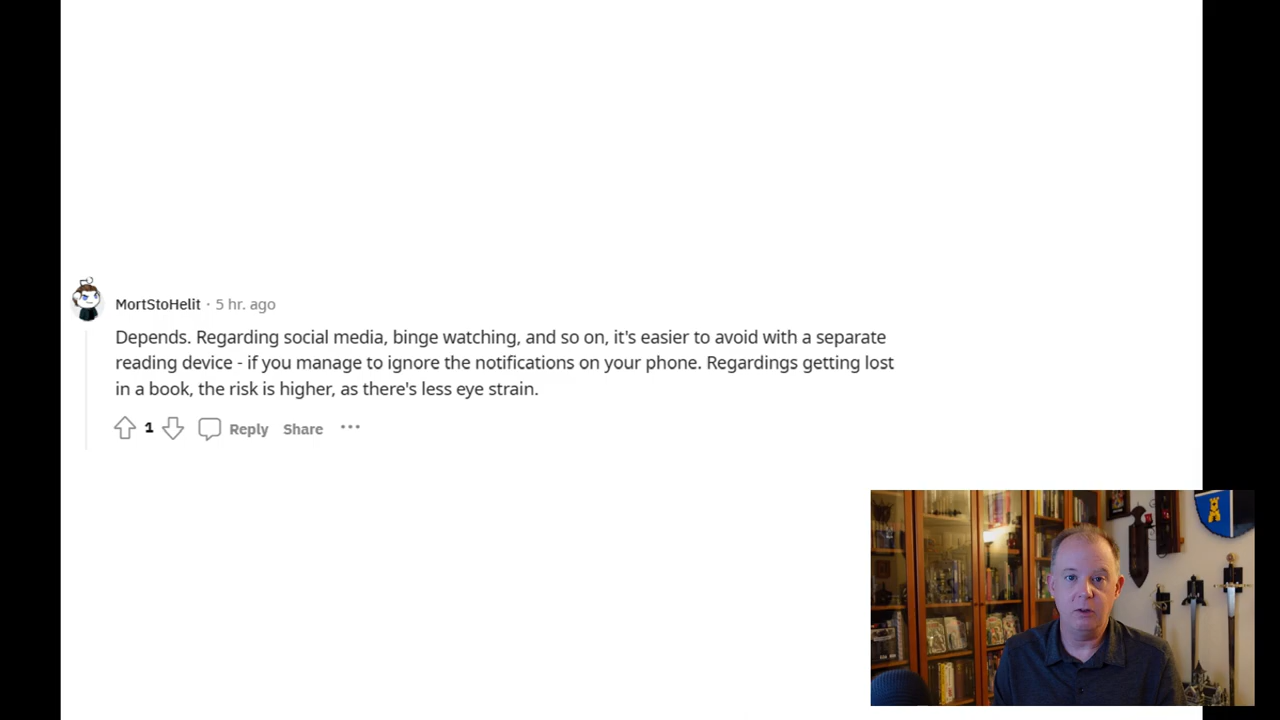 MortStoHelit · 5 hr. ago
Depends. Regarding social media, binge watching, and so on, it's easier to avoid with a separate
reading device - if you manage to ignore the notifications on your phone. Regardings getting lost
in a book, the risk is higher, as there's less eye strain.
1 Reply Share ...